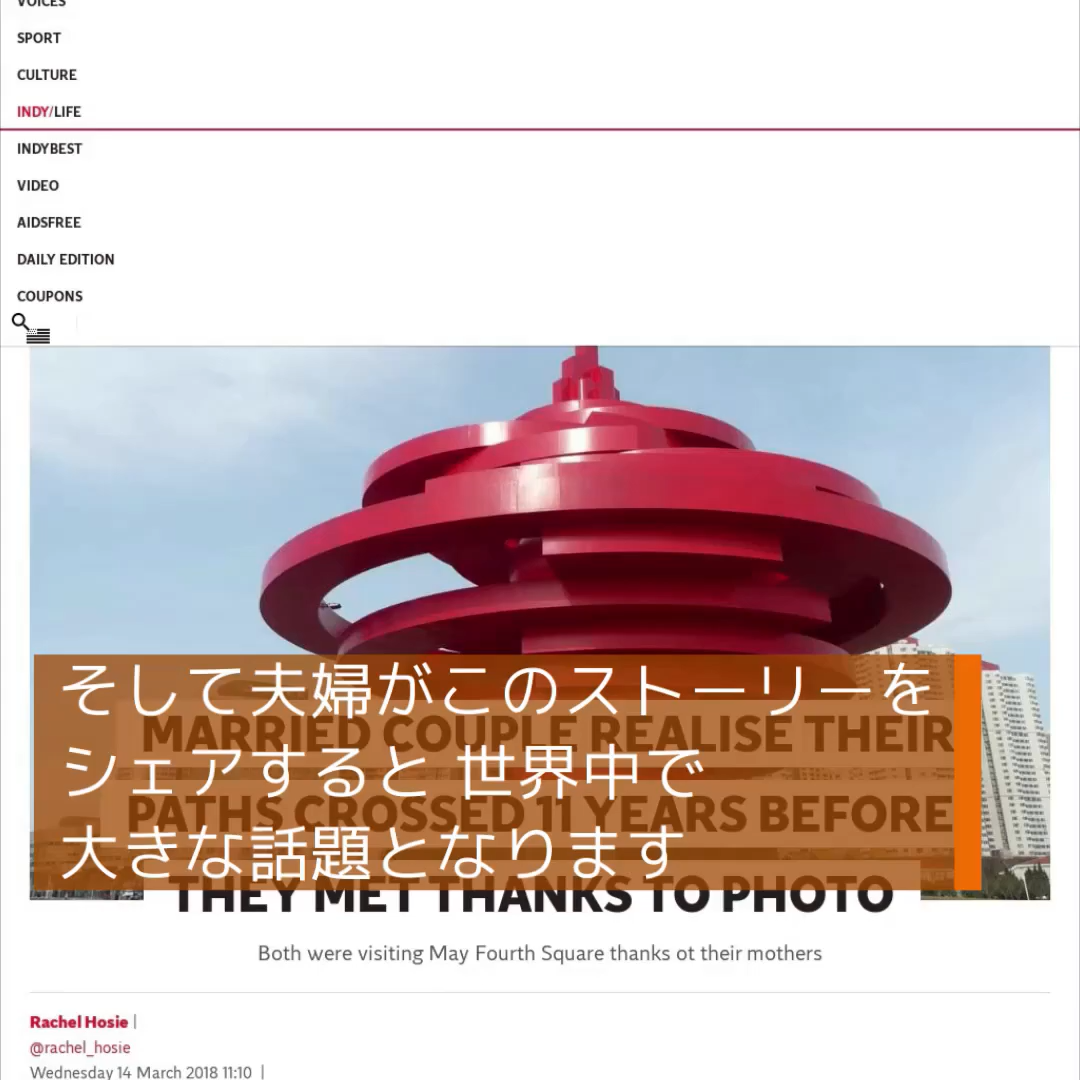 VOICES
SPORT
CULTURE
INDY/LIFE
INDYBEST
VIDEO
AIDSFREE
DAILY EDITION
COUPONS
そして夫婦がこのストーリーを
シェアすると 世界中で
大きな話題となります
MARRIED COUPLE REALISE THEIR
PATHS CROSSED 11 YEARS BEFORE
THEY MET THANKS TO PHOTO
Both were visiting May Fourth Square thanks ot their mothers
Rachel Hosie |
@rachel_hosie
Wednesday 14 March 2018 11:10 |